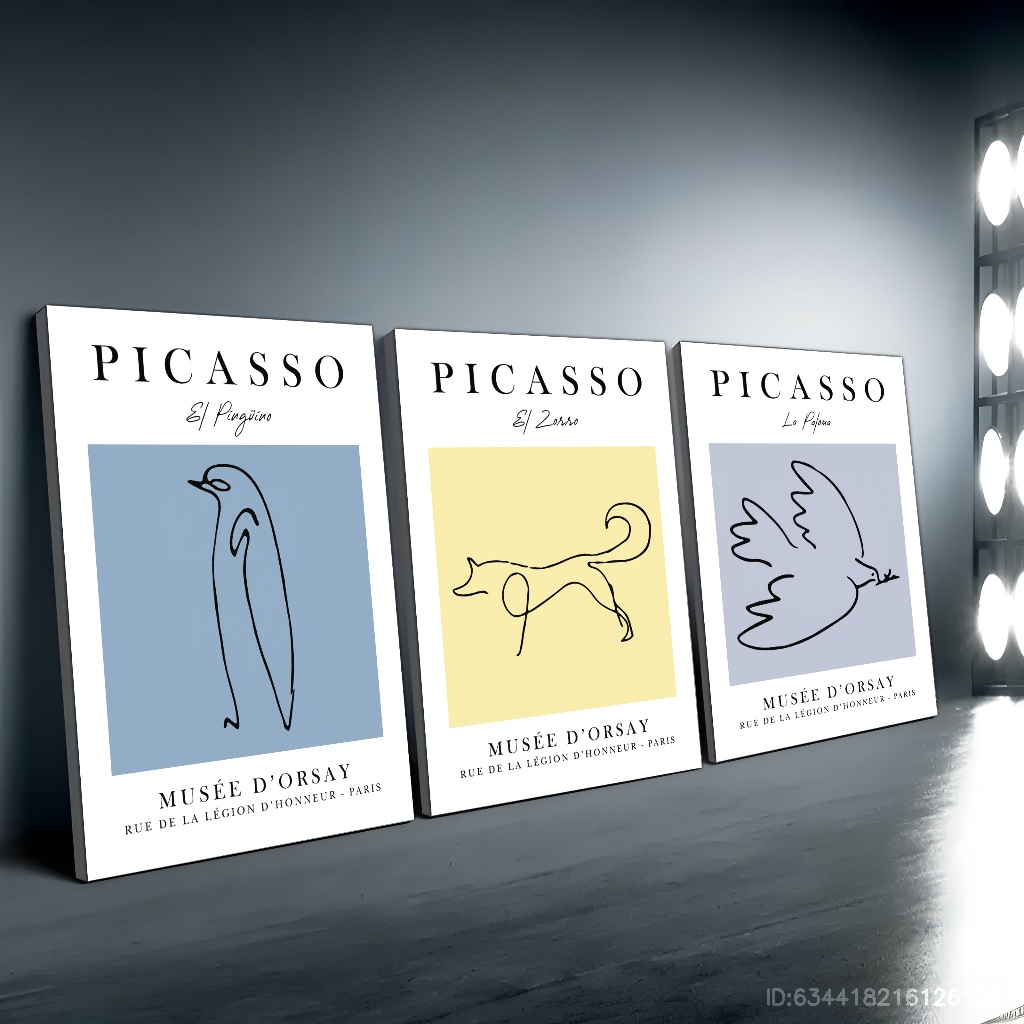 PICASSO
El Pingüino
MUSÉE D'ORSAY
RUE DE LA LÉGION D'HONNEUR - PARIS
PICASSO
El Zorro
MUSÉE D'ORSAY
RUE DE LA LÉGION D'HONNEUR - PARIS
PICASSO
La Paloma
MUSÉE D'ORSAY
RUE DE LA LÉGION D'HONNEUR - PARIS